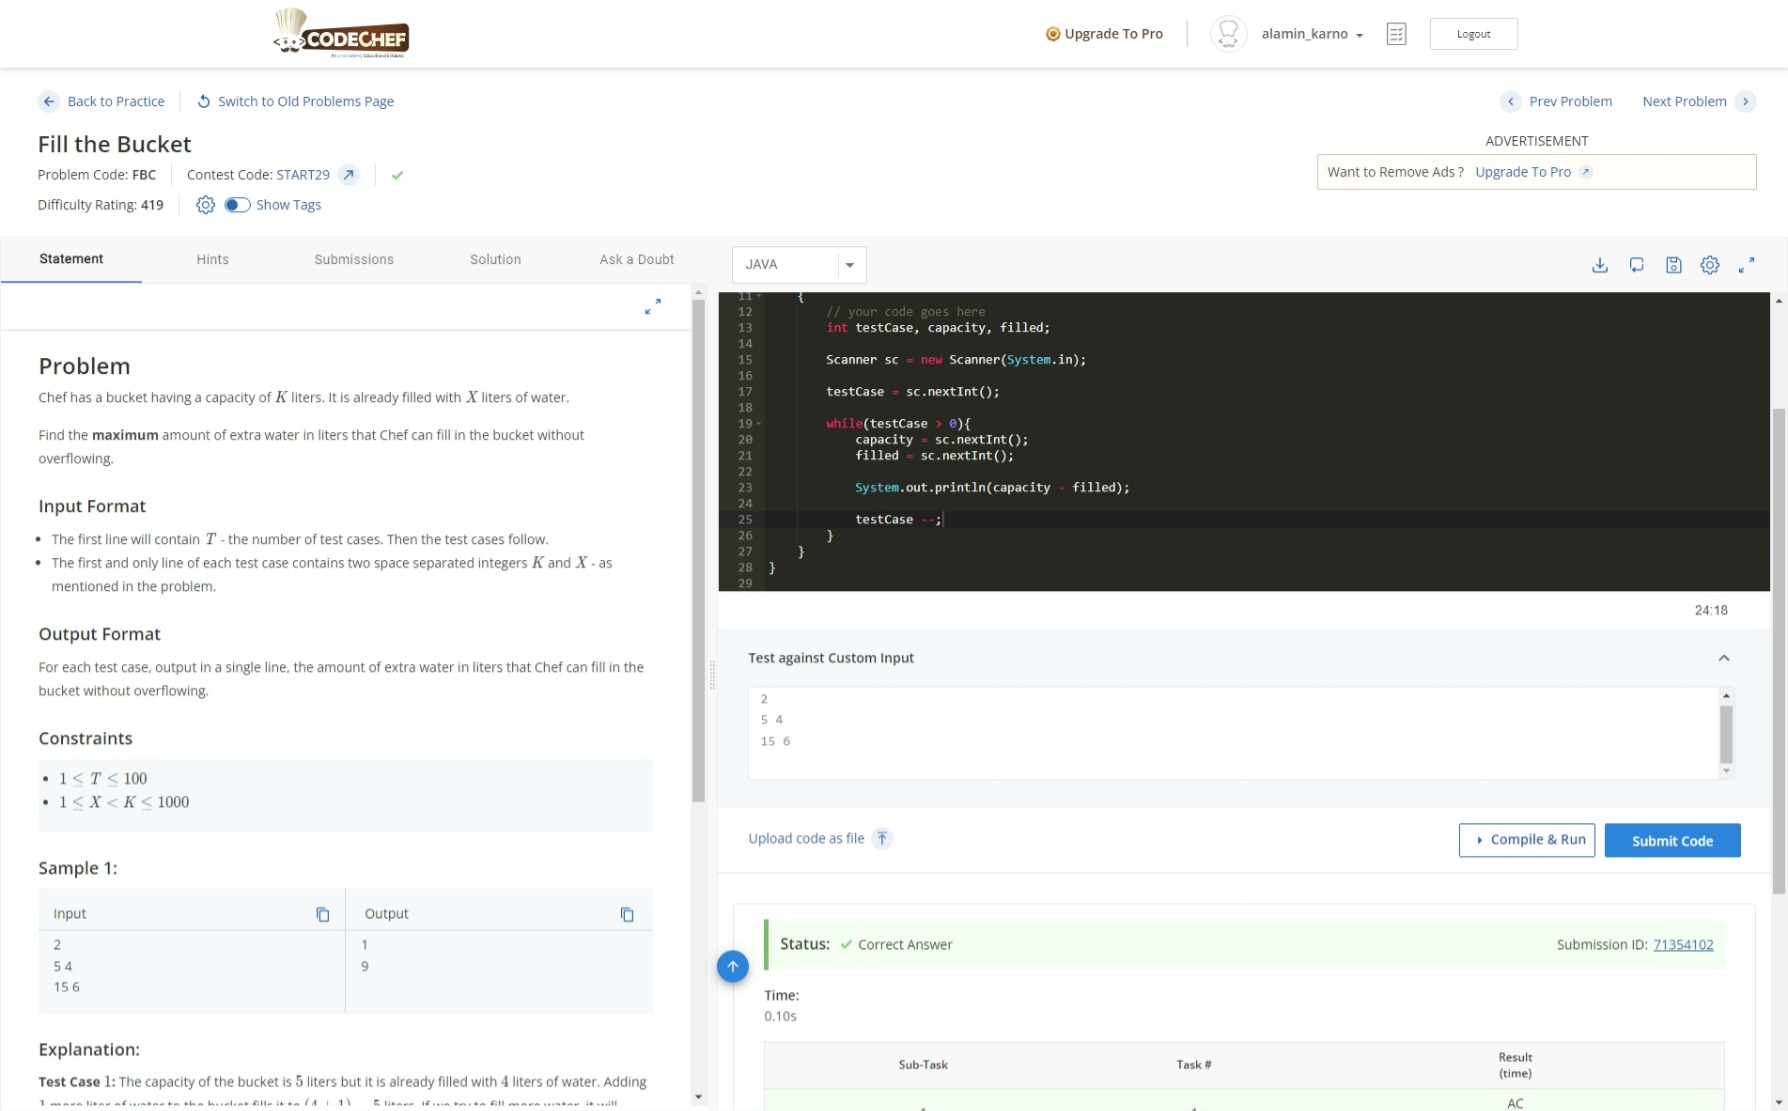 CODECHEF
Upgrade To Pro
alamin_karno
Logout
Back to Practice
Switch to Old Problems Page
Prev Problem
Next Problem
Fill the Bucket
ADVERTISEMENT
Problem Code: FBC
Contest Code: START29
Want to Remove Ads ? Upgrade To Pro
Difficulty Rating: 419
Show Tags
Statement
Hints
Submissions
Solution
Ask a Doubt
JAVA
Problem
Chef has a bucket having a capacity of K liters. It is already filled with X liters of water.
Find the maximum amount of extra water in liters that Chef can fill in the bucket without
overflowing.
Input Format
• The first line will contain T - the number of test cases. Then the test cases follow.
• The first and only line of each test case contains two space separated integers K and X - as
mentioned in the problem.
Output Format
For each test case, output in a single line, the amount of extra water in liters that Chef can fill in the
bucket without overflowing.
Constraints
• 1 ≤ T ≤ 100
• 1 ≤ X < K ≤ 1000
Sample 1:
Input
Output
2
5 4
15 6
1
9
Explanation:
Test Case 1: The capacity of the bucket is 5 liters but it is already filled with 4 liters of water. Adding
11 {
12 // your code goes here
13 int testCase, capacity, filled;
14
15 Scanner sc = new Scanner(System.in);
16
17 testCase = sc.nextInt();
18
19 while(testCase > 0){
20 capacity = sc.nextInt();
21 filled = sc.nextInt();
22
23 System.out.println(capacity - filled);
24
25 testCase --;
26 }
27 }
28 }
29
24:18
Test against Custom Input
2
5 4
15 6
Upload code as file
Compile & Run
Submit Code
Status: Correct Answer
Submission ID: 71354102
Time:
0.10s
Sub-Task
Task #
Result
(time)
AC